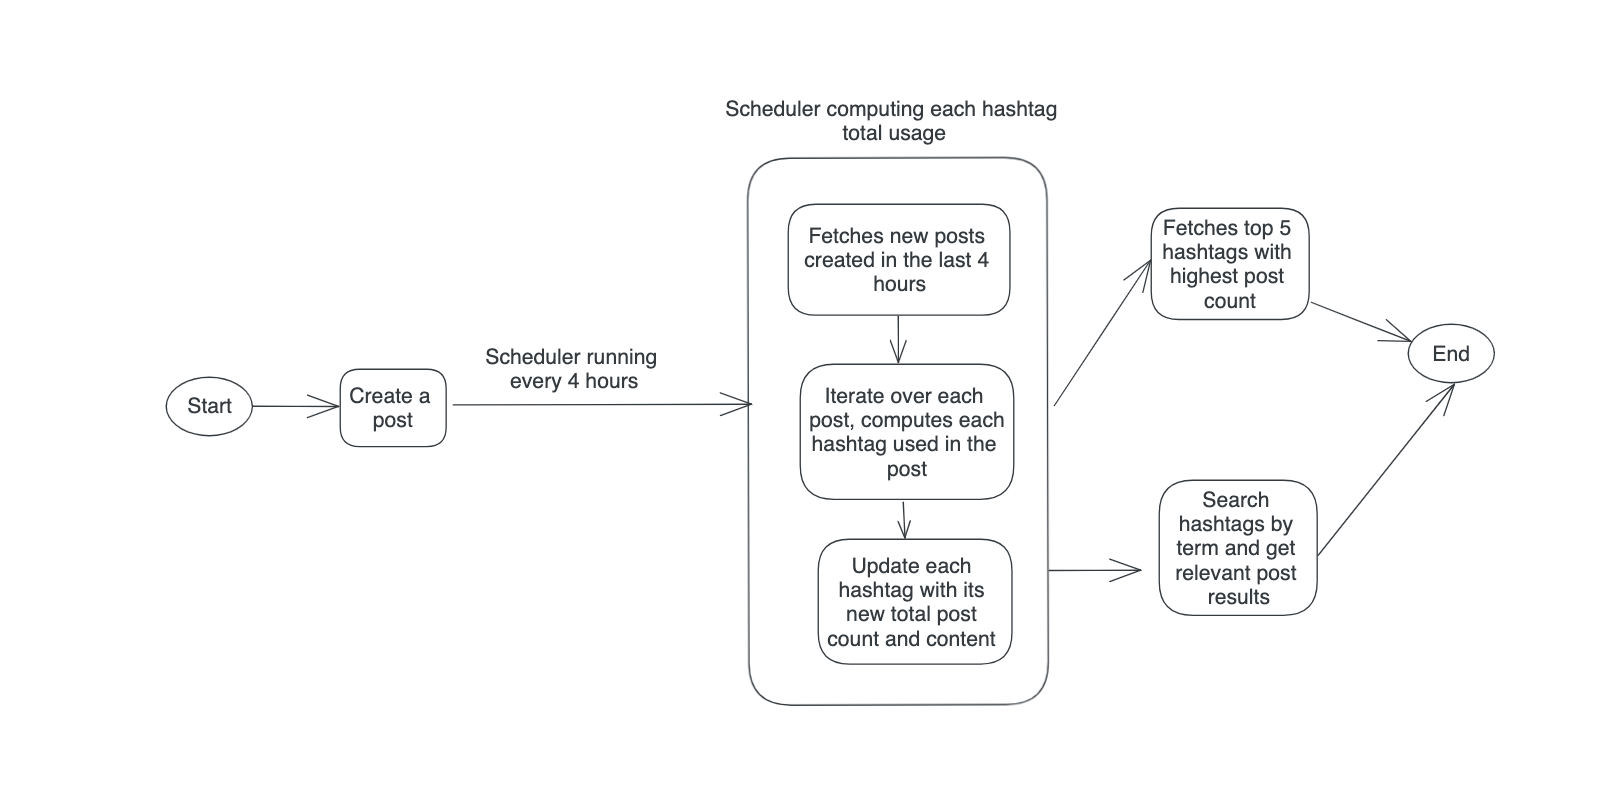 Scheduler computing each hashtag
total usage
Start
Create a
post
Scheduler running
every 4 hours
Fetches new posts
created in the last 4
hours
Iterate over each
post, computes each
hashtag used in the
post
Update each
hashtag with its
new total post
count and content
Fetches top 5
hashtags with
highest post
count
Search
hashtags by
term and get
relevant post
results
End